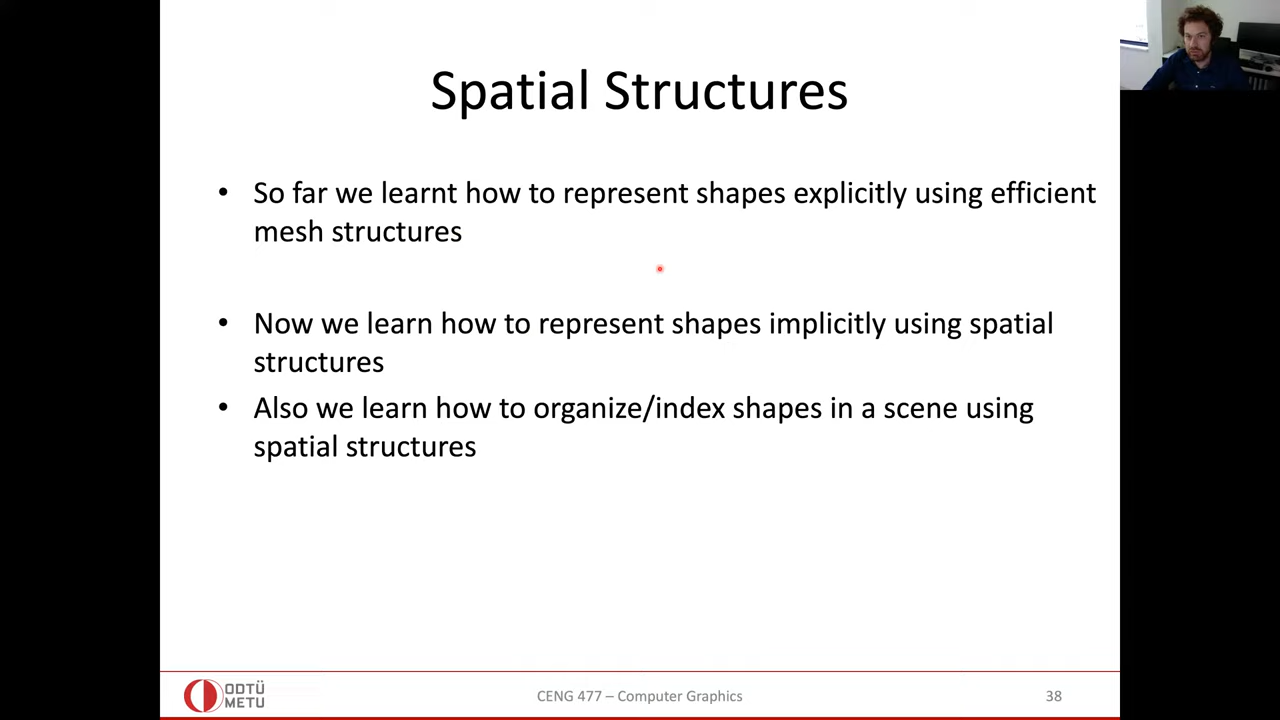 Spatial Structures
• So far we learnt how to represent shapes explicitly using efficient
mesh structures
• Now we learn how to represent shapes implicitly using spatial
structures
• Also we learn how to organize/index shapes in a scene using
spatial structures
ODTÜ
METU
CENG 477 – Computer Graphics
38